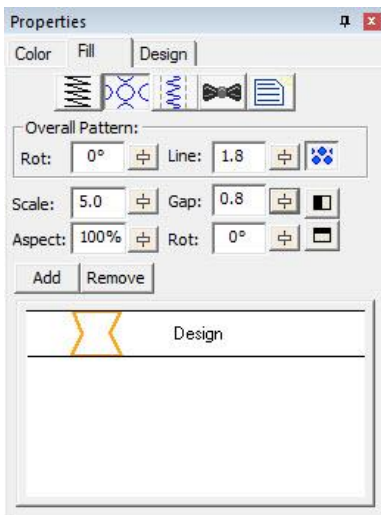 Properties
Color Fill Design
Overall Pattern:
Rot: 0° Line: 1.8
Scale: 5.0 Gap: 0.8
Aspect: 100% Rot: 0°
Add Remove
Design